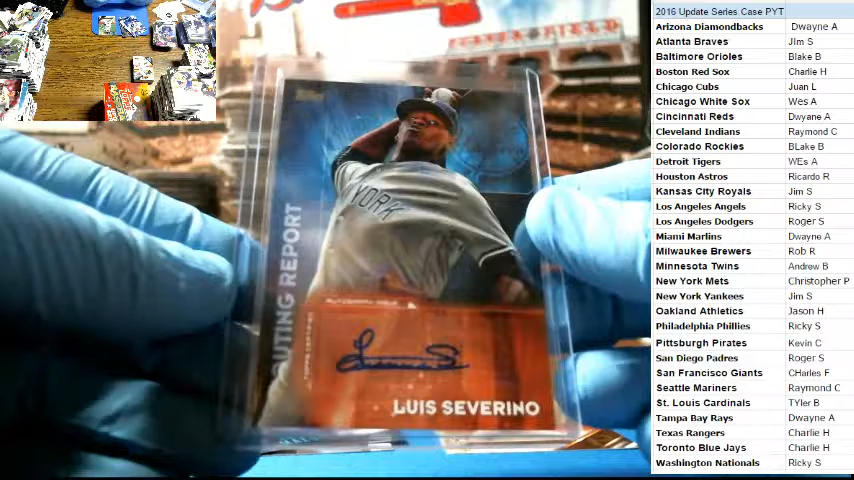 2016 Update Series Case PYT
Arizona Diamondbacks Dwayne A
Atlanta Braves JIm S
Baltimore Orioles Blake B
Boston Red Sox Charlie H
Chicago Cubs Juan L
Chicago White Sox Wes A
Cincinnati Reds Dwyane A
Cleveland Indians Raymond C
Colorado Rockies BLake B
Detroit Tigers WEs A
Houston Astros Ricardo R
Kansas City Royals Jim S
Los Angeles Angels Ricky S
Los Angeles Dodgers Roger S
Miami Marlins Dwayne A
Milwaukee Brewers Rob R
Minnesota Twins Andrew B
New York Mets Christopher P
New York Yankees Jim S
Oakland Athletics Jason H
Philadelphia Phillies Ricky S
Pittsburgh Pirates Kevin C
San Diego Padres Roger S
San Francisco Giants CHarles F
Seattle Mariners Raymond C
St. Louis Cardinals TYler B
Tampa Bay Rays Dwayne A
Texas Rangers Charlie H
Toronto Blue Jays Charlie H
Washington Nationals Ricky S
YORK
OUTING REPORT
LUIS SEVERINO